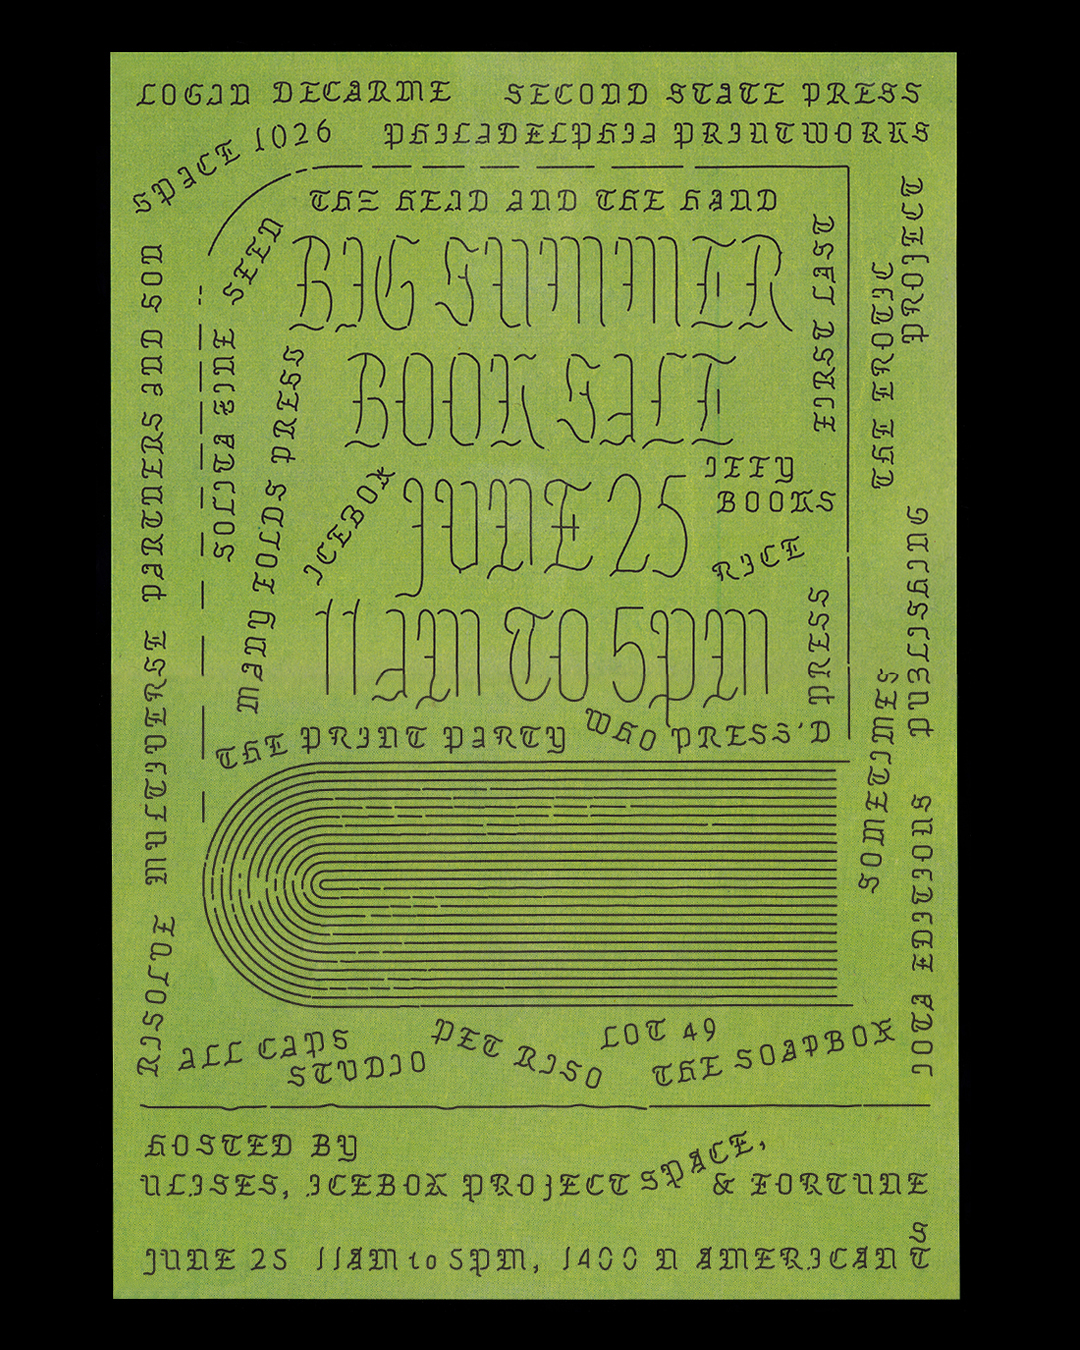 LOGAN DECARME
SECOND STATE PRESS
SPACE 1026
PHILADELPHIA PRINTWORKS
THE HEAD AND THE HAND
BIG SUMMER
BOOK SALE
JUNE 25
11AM TO 5PM
RISOLVE MULTIVERSE PARTNERS AND SON
SOLITA ZINE SEED
MANY FOLDS PRESS
ICEBOX
FIRST LAST
IFFY
BOOKS
RICE
THE EROTIC
PROJECT
THE PRINT PARTY
WHO PRESS'D
PRESS
SOMETIMES
PUBLISHING
IOTA EDITIONS
ALL CAPS
STUDIO
PET RISO
LOT 49
THE SOAPBOX
HOSTED BY
ULISES, ICEBOX PROJECT SPACE, & FORTUNE
JUNE 25 11AM to 5PM, 1400 N AMERICAN ST